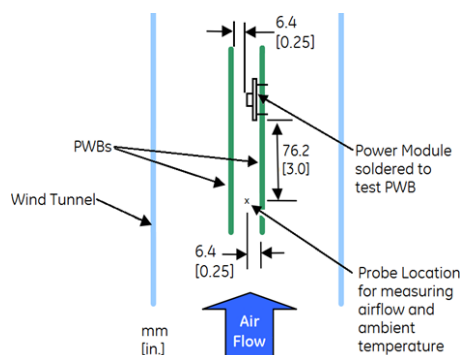 6.4
[0.25]
76.2
[3.0]
PWBs
Power Module
soldered to
test PWB
Wind Tunnel
x
6.4
[0.25]
Probe Location
for measuring
airflow and
ambient
temperature
Air
Flow
mm
[in.]